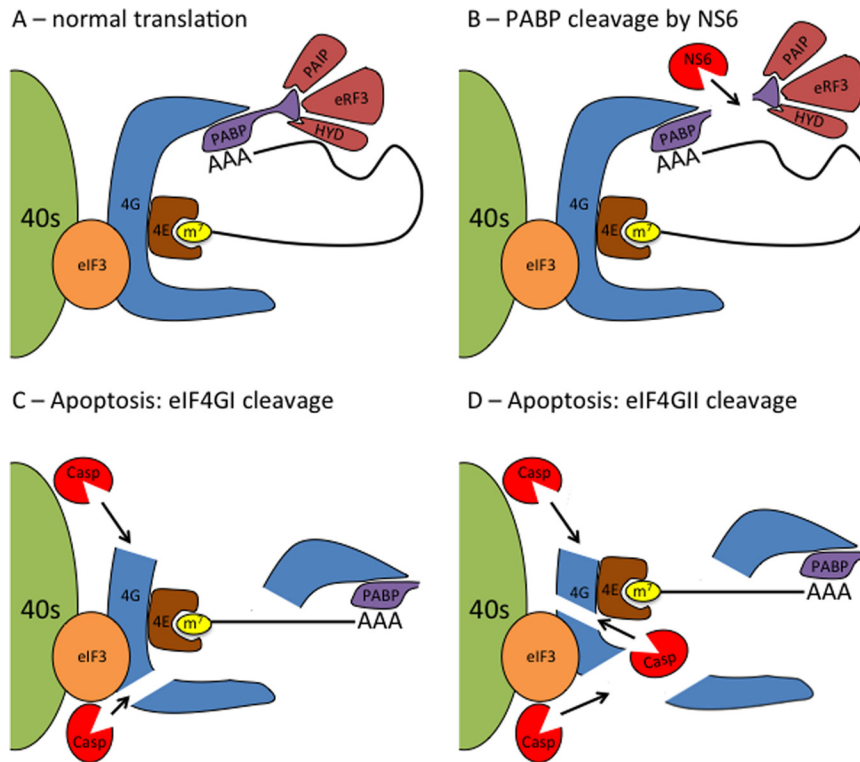 A – normal translation
PAIP
eRF3
HYD
PABP
AAA
4G
4E
m7
40s
eIF3
B – PABP cleavage by NS6
NS6
PAIP
eRF3
HYD
PABP
AAA
4G
4E
m7
40s
eIF3
C – Apoptosis: eIF4GI cleavage
Casp
4G
4E
m7
PABP
AAA
40s
eIF3
Casp
D – Apoptosis: eIF4GII cleavage
Casp
4G
4E
m7
PABP
AAA
40s
eIF3
Casp
Casp